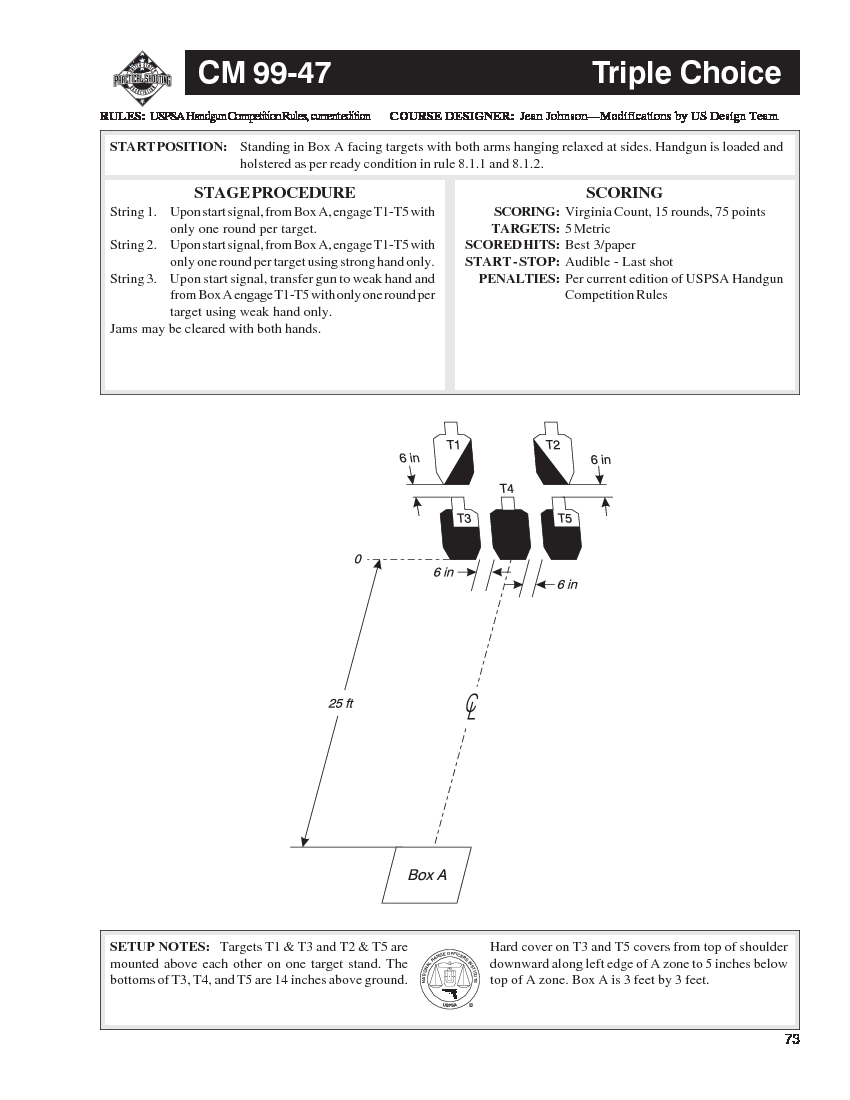 CM 99-47 Triple Choice
PRACTICAL SHOOTING
RULES: USPSA Handgun Competition Rules, current edition COURSE DESIGNER: Jean Johnson—Modifications by US Design Team
START POSITION: Standing in Box A facing targets with both arms hanging relaxed at sides. Handgun is loaded and
holstered as per ready condition in rule 8.1.1 and 8.1.2.
STAGE PROCEDURE
String 1. Upon start signal, from Box A, engage T1-T5 with
only one round per target.
String 2. Upon start signal, from Box A, engage T1-T5 with
only one round per target using strong hand only.
String 3. Upon start signal, transfer gun to weak hand and
from Box A engage T1-T5 with only one round per
target using weak hand only.
Jams may be cleared with both hands.
SCORING
SCORING: Virginia Count, 15 rounds, 75 points
TARGETS: 5 Metric
SCORED HITS: Best 3/paper
START - STOP: Audible - Last shot
PENALTIES: Per current edition of USPSA Handgun
Competition Rules
T1 T2
6 in 6 in
T4
T3 T5
0
6 in
6 in
25 ft
CL
Box A
SETUP NOTES: Targets T1 & T3 and T2 & T5 are
mounted above each other on one target stand. The
bottoms of T3, T4, and T5 are 14 inches above ground.
USPSA
Hard cover on T3 and T5 covers from top of shoulder
downward along left edge of A zone to 5 inches below
top of A zone. Box A is 3 feet by 3 feet.
73